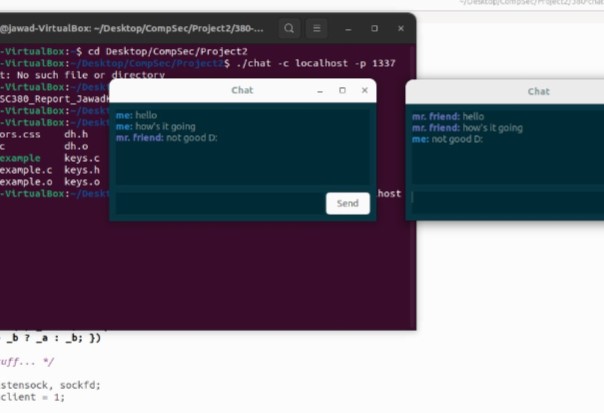 ~/Desktop/CompSec/Project2/380-chat
@jawad-VirtualBox: ~/Desktop/CompSec/Project2/380-...
-VirtualBox:~$ cd Desktop/CompSec/Project2
-VirtualBox:~/Desktop/CompSec/Project2$ ./chat -c localhost -p 1337
t: No such file or directory
-VirtualBox:~/Desk
SC380_Report_Jawad
-VirtualBox:~/Desk
-VirtualBox:~/Desk
ors.css dh.h
c dh.o
example keys.c
example.c keys.h
example.o keys.o
-VirtualBox:~/Deskt
host
Chat
me: hello
me: how's it going
mr. friend: not good D:
Send
Chat
mr. friend: hello
mr. friend: how's it going
me: not good D:
_b ? _a : _b; })
uff... */
stensock, sockfd;
client = 1;